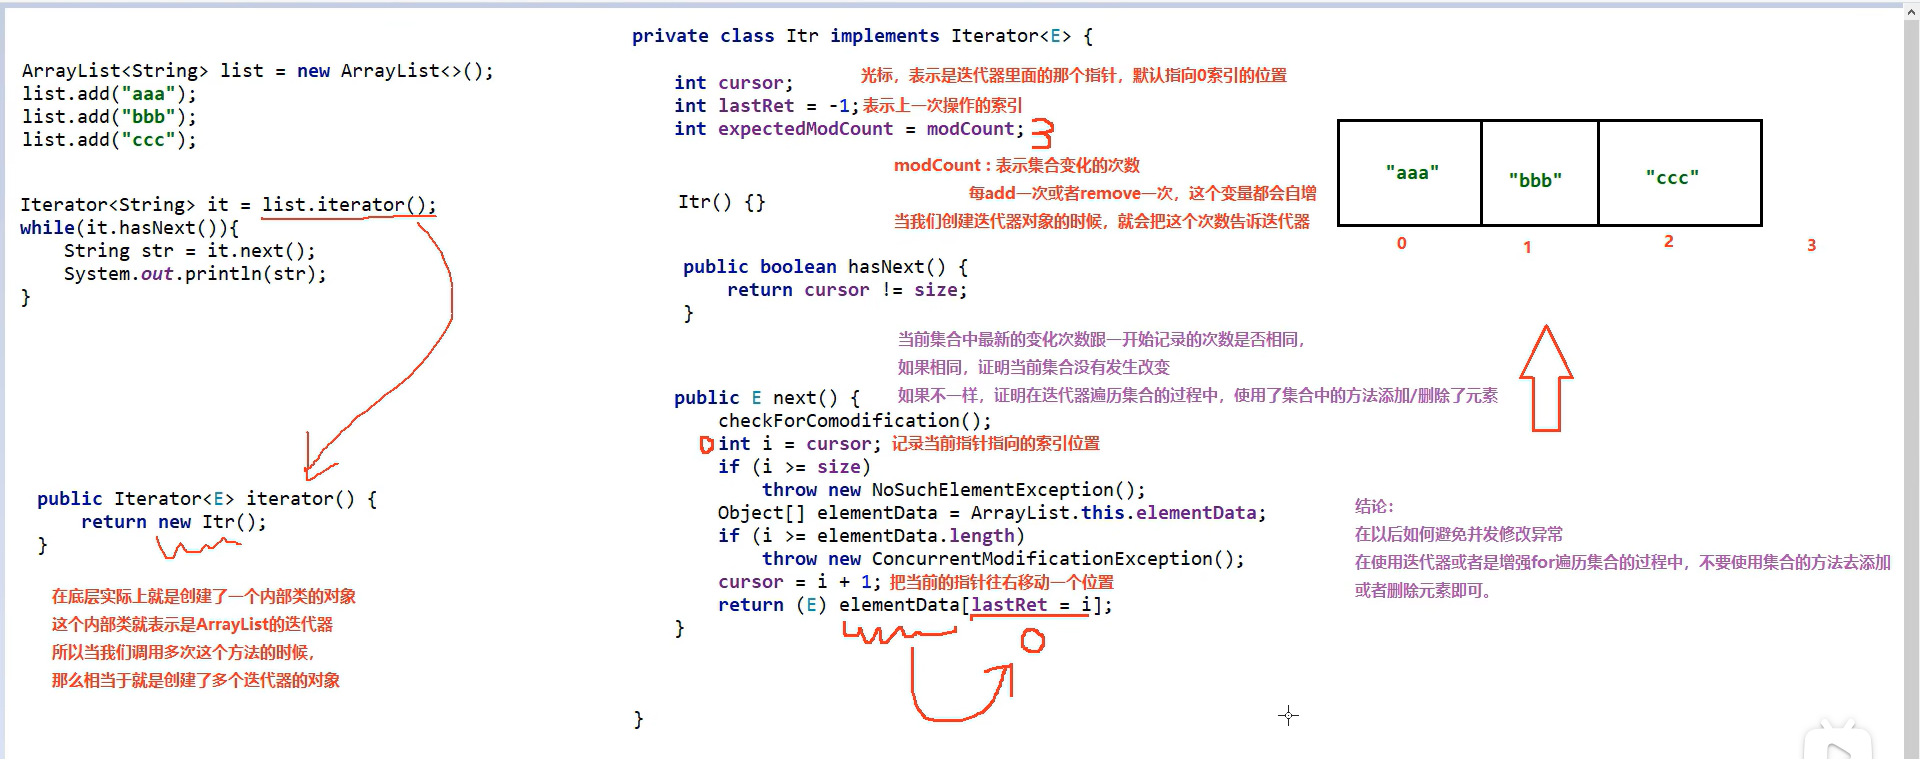 ArrayList<String> list = new ArrayList<>();
list.add("aaa");
list.add("bbb");
list.add("ccc");
Iterator<String> it = list.iterator();
while(it.hasNext()){
String str = it.next();
System.out.println(str);
}
public Iterator<E> iterator() {
return new Itr();
}
在底层实际上就是创建了一个内部类的对象
这个内部类就表示是ArrayList的迭代器
所以当我们调用多次这个方法的时候，
那么相当于就是创建了多个迭代器的对象
private class Itr implements Iterator<E> {
int cursor; 光标，表示是迭代器里面的那个指针，默认指向0索引的位置
int lastRet = -1; 表示上一次操作的索引
int expectedModCount = modCount; 3
modCount：表示集合变化的次数
每add一次或者remove一次，这个变量都会自增
Itr() {}
当我们创建迭代器对象的时候，就会把这个次数告诉迭代器
public boolean hasNext() {
return cursor != size;
}
当前集合中最新的变化次数跟一开始记录的次数是否相同，
如果相同，证明当前集合没有发生改变
如果不一样，证明在迭代器遍历集合的过程中，使用了集合中的方法添加/删除了元素
public E next() {
checkForComodification();
0 int i = cursor; 记录当前指针指向的索引位置
if (i >= size)
throw new NoSuchElementException();
Object[] elementData = ArrayList.this.elementData;
if (i >= elementData.length)
throw new ConcurrentModificationException();
cursor = i + 1; 把当前的指针往右移动一个位置
return (E) elementData[lastRet = i];
}
0
}
"aaa" "bbb" "ccc"
0 1 2 3
结论：
在以后如何避免并发修改异常
在使用迭代器或者是增强for遍历集合的过程中，不要使用集合的方法去添加
或者删除元素即可。